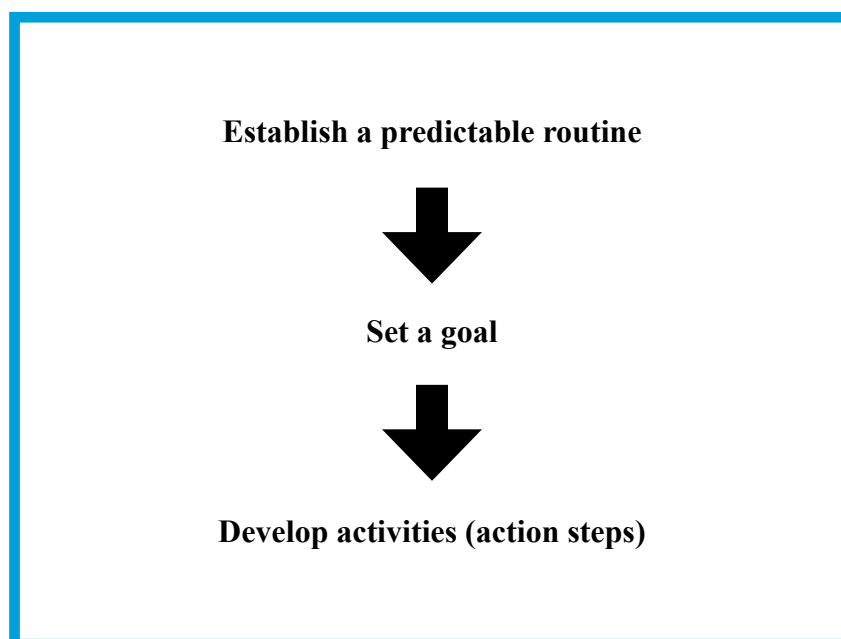 Establish a predictable routine
Set a goal
Develop activities (action steps)